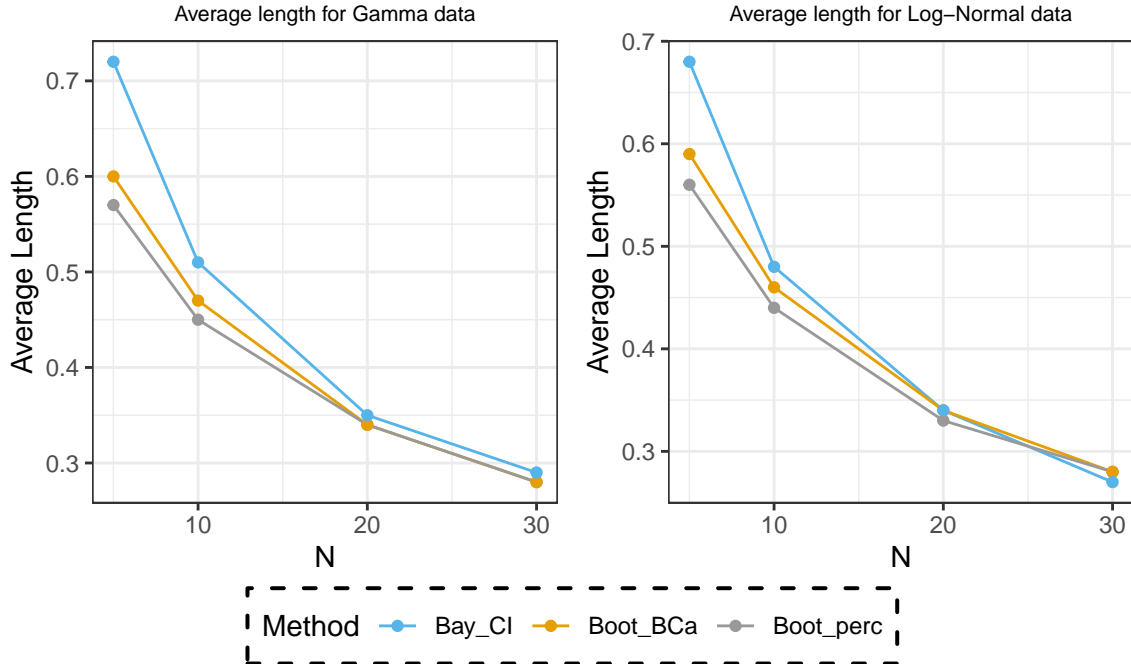 Average length for Gamma data
Average Length
0.7
0.6
0.5
0.4
0.3
10 20 30
N
Average length for Log−Normal data
Average Length
0.7
0.6
0.5
0.4
0.3
10 20 30
N
Method Bay_CI Boot_BCa Boot_perc